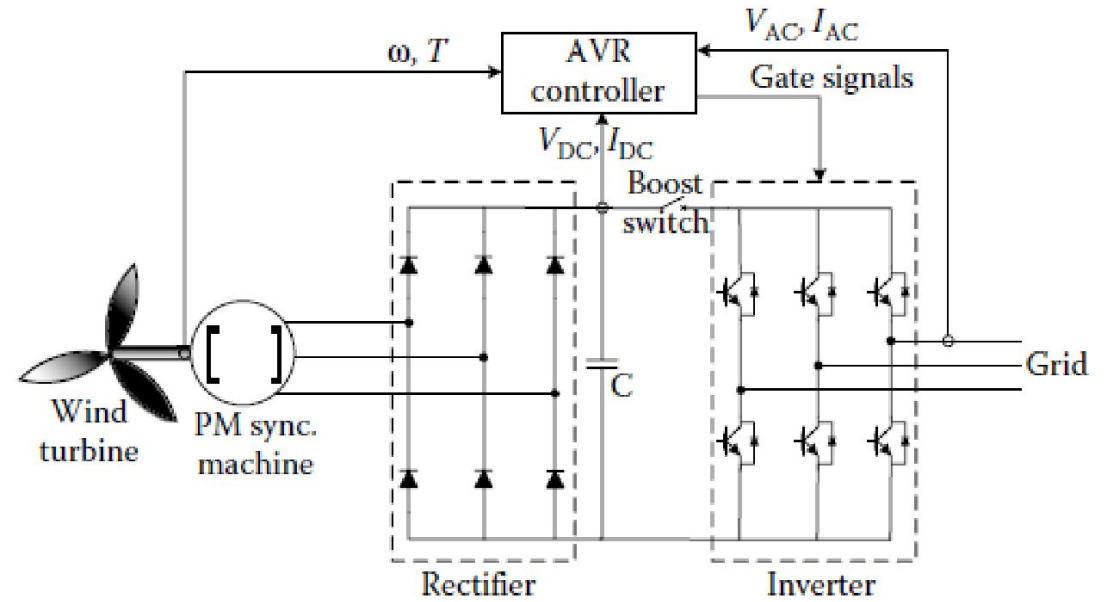 V_AC, I_AC
ω, T
AVR
controller
Gate signals
V_DC, I_DC
Boost
switch
C
Grid
Wind
turbine
PM sync.
machine
Rectifier
Inverter